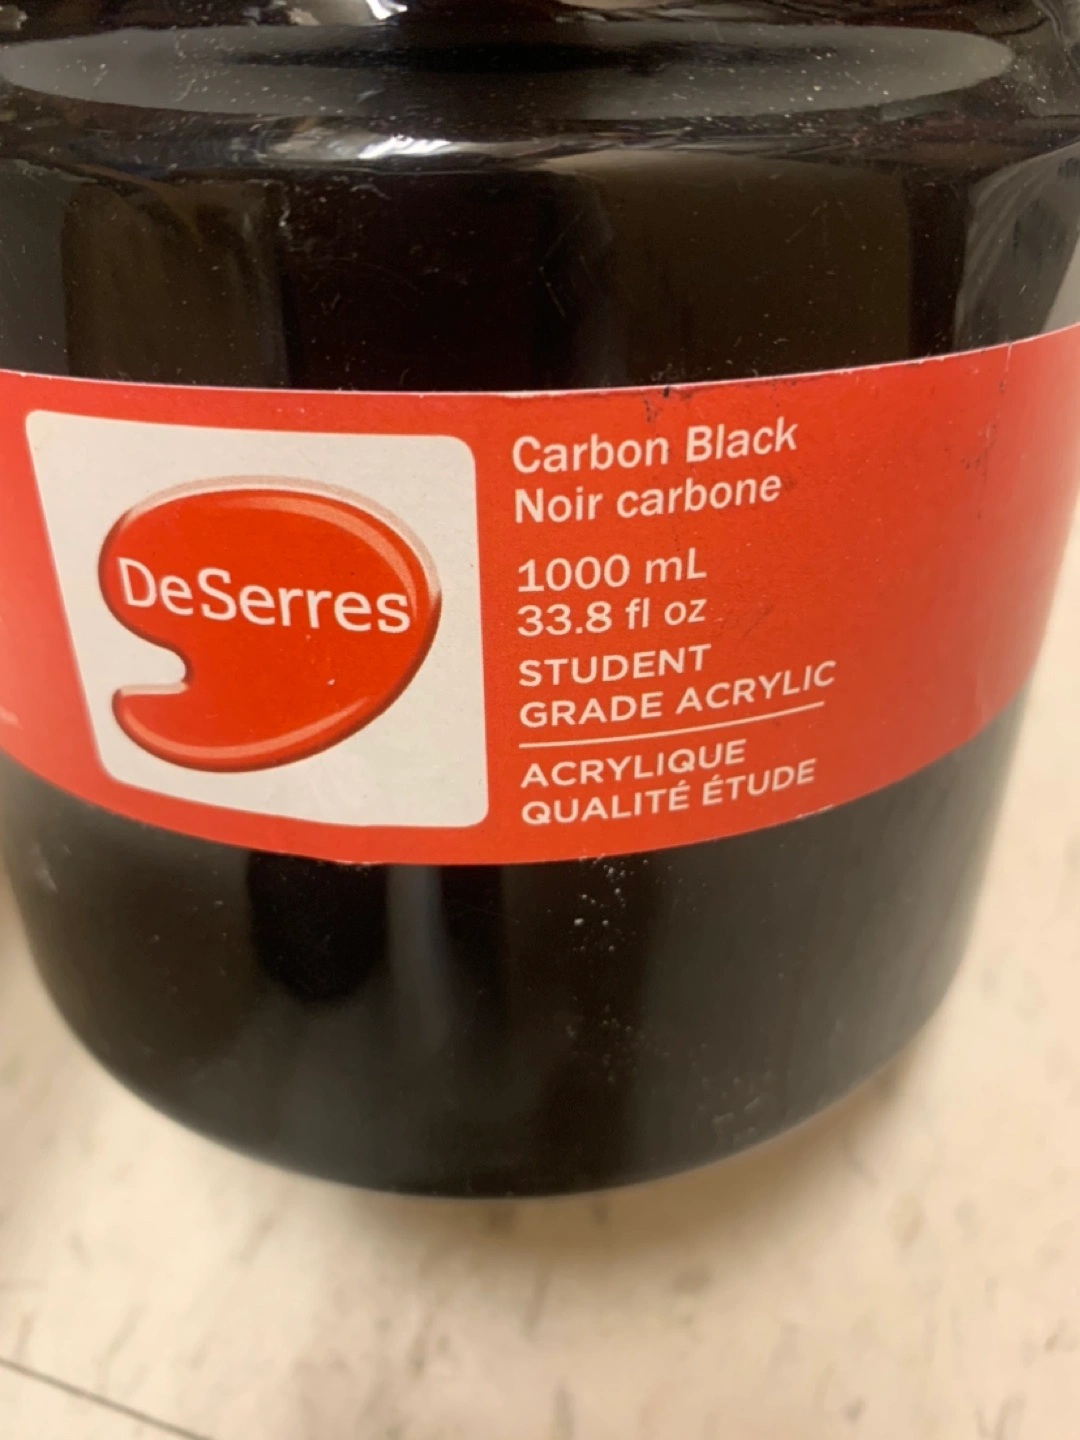 DeSerres
Carbon Black
Noir carbone
1000 mL
33.8 fl oz
STUDENT
GRADE ACRYLIC
ACRYLIQUE
QUALITÉ ÉTUDE